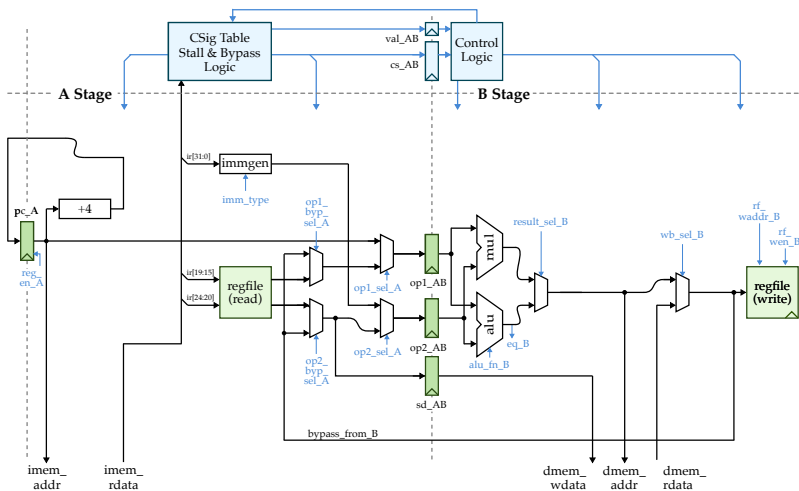 CSig Table
Stall & Bypass
Logic
val_AB
cs_AB
Control
Logic
A Stage
B Stage
ir[31:0]
immgen
imm_type
+4
pc_A
reg_
en_A
ir[19:15]
ir[24:20]
regfile
(read)
op1_
byp_
sel_A
op1_sel_A
op1_AB
op2_
byp_
sel_A
op2_sel_A
op2_AB
sd_AB
mul
alu
alu_fn_B
eq_B
result_sel_B
wb_sel_B
rf_
waddr_B
rf_
wen_B
regfile
(write)
bypass_from_B
imem_
addr
imem_
rdata
dmem_
wdata
dmem_
addr
dmem_
rdata